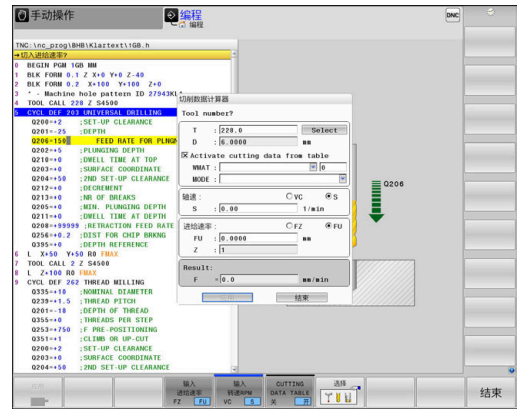 手动操作
编程
编程
DNC
TNC:\nc_prog\BHB\Klartext\1GB.h
→切入进给速率?
0 BEGIN PGM 1GB MM
1 BLK FORM 0.1 Z X+0 Y+0 Z-40
2 BLK FORM 0.2 X+100 Y+100 Z+0
3 * - Machine hole pattern ID 27943KL
4 TOOL CALL 228 Z S4500
5 CYCL DEF 203 UNIVERSAL DRILLING
Q200=+2 ;SET-UP CLEARANCE
Q201=-25 ;DEPTH
Q206=150 FEED RATE FOR PLNGN
Q202=+5 ;PLUNGING DEPTH
Q210=+0 ;DWELL TIME AT TOP
Q203=+0 ;SURFACE COORDINATE
Q204=+50 ;2ND SET-UP CLEARANCE
Q212=+0 ;DECREMENT
Q213=+0 ;NR OF BREAKS
Q205=+0 ;MIN. PLUNGING DEPTH
Q211=+0 ;DWELL TIME AT DEPTH
Q208=+99999 ;RETRACTION FEED RATE
Q256=+0.2 ;DIST FOR CHIP BRKNG
Q395=+0 ;DEPTH REFERENCE
6 L X+50 Y+50 R0 FMAX
7 TOOL CALL 2 Z S4500
8 L Z+100 R0 FMAX
9 CYCL DEF 262 THREAD MILLING
Q335=+10 ;NOMINAL DIAMETER
Q239=+1.5 ;THREAD PITCH
Q201=-18 ;DEPTH OF THREAD
Q355=+0 ;THREADS PER STEP
Q253=+750 ;F PRE-POSITIONING
Q351=+1 ;CLIMB OR UP-CUT
Q200=+2 ;SET-UP CLEARANCE
Q203=+0 ;SURFACE COORDINATE
Q204=+50 ;2ND SET-UP CLEARANCE
切削数据计算器
Tool number?
T : 228.0 Select
D : 6.0000 mm
Activate cutting data from table
WMAT : 0
MODE :
轴速 : VC S
S : 0.00 1/min
进给速率: FZ FU
FU : 0.0000 mm
Z : 1
Result:
F = 0.0 mm/min
结束
Q206
输入
进给速率
FZ FU
输入
转速RPM
VC S
CUTTING
DATA TABLE
关 开
选择
结束